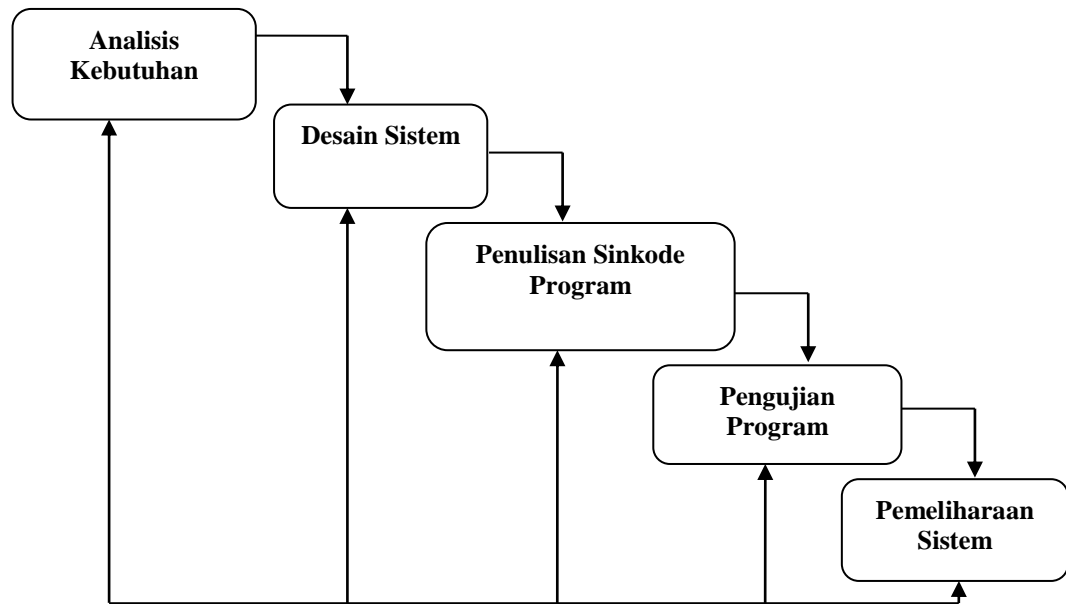 Analisis
Kebutuhan
Desain Sistem
Penulisan Sinkode
Program
Pengujian
Program
Pemeliharaan
Sistem